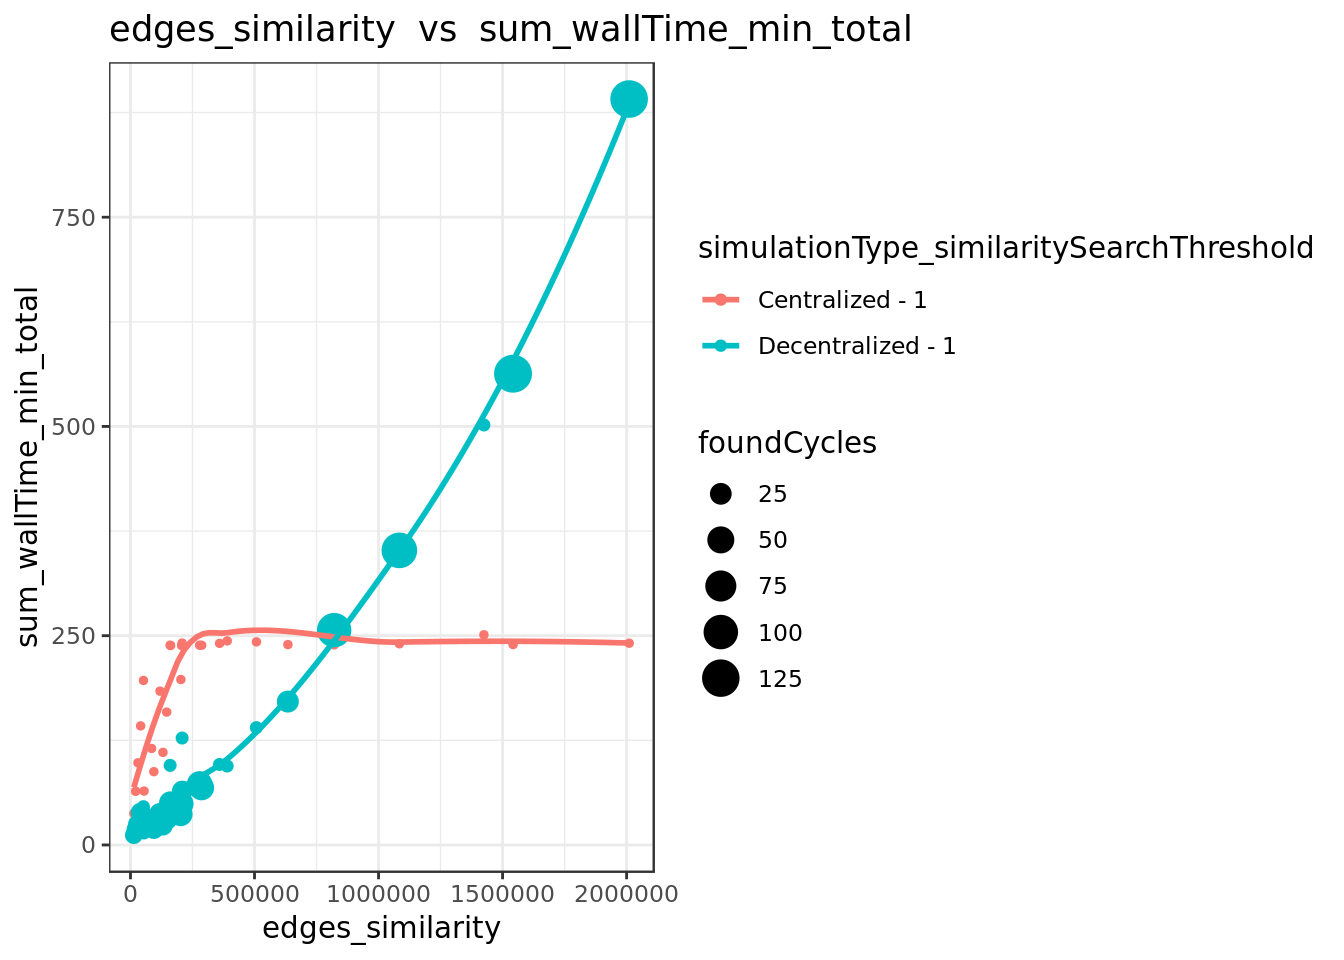 edges_similarity  vs  sum_wallTime_min_total
sum_wallTime_min_total
750
500
250
0
0
500000
1000000
1500000
2000000
edges_similarity
simulationType_similaritySearchThreshold
Centralized - 1
Decentralized - 1
foundCycles
25
50
75
100
125